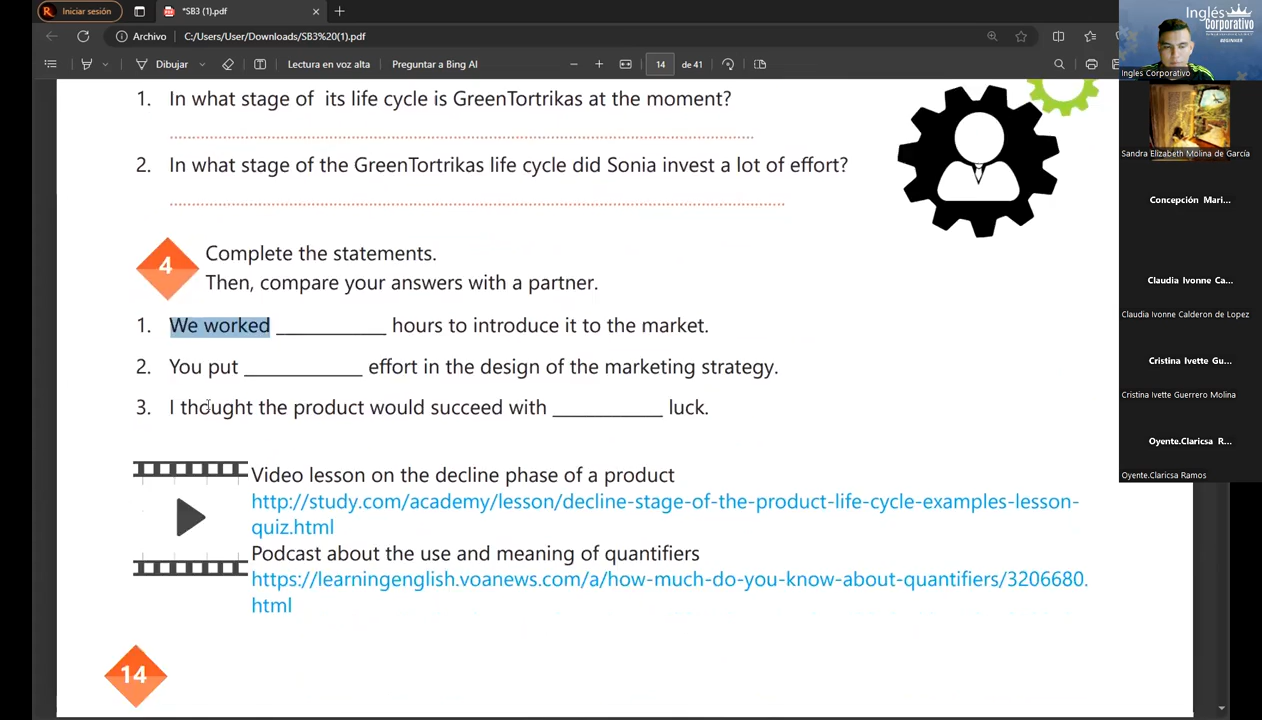 Iniciar sesión
*SB3 (1).pdf
Archivo
C:/Users/User/Downloads/SB3%20(1).pdf
Dibujar
Lectura en voz alta
Preguntar a Bing AI
14
de 41
1. In what stage of its life cycle is GreenTortrikas at the moment?
2. In what stage of the GreenTortrikas life cycle did Sonia invest a lot of effort?
4
Complete the statements.
Then, compare your answers with a partner.
1. We worked ___________ hours to introduce it to the market.
2. You put ____________ effort in the design of the marketing strategy.
3. I thought the product would succeed with ___________ luck.
Video lesson on the decline phase of a product
http://study.com/academy/lesson/decline-stage-of-the-product-life-cycle-examples-lesson-
quiz.html
Podcast about the use and meaning of quantifiers
https://learningenglish.voanews.com/a/how-much-do-you-know-about-quantifiers/3206680.
html
14
Inglés
Corporativo
BEGINNER
Ingles Corporativo
Sandra Elizabeth Molina de García
Concepción Mari...
Claudia Ivonne Ca...
Claudia Ivonne Calderon de Lopez
Cristina Ivette Gu...
Cristina Ivette Guerrero Molina
Oyente.Claricsa R...
Oyente.Claricsa Ramos